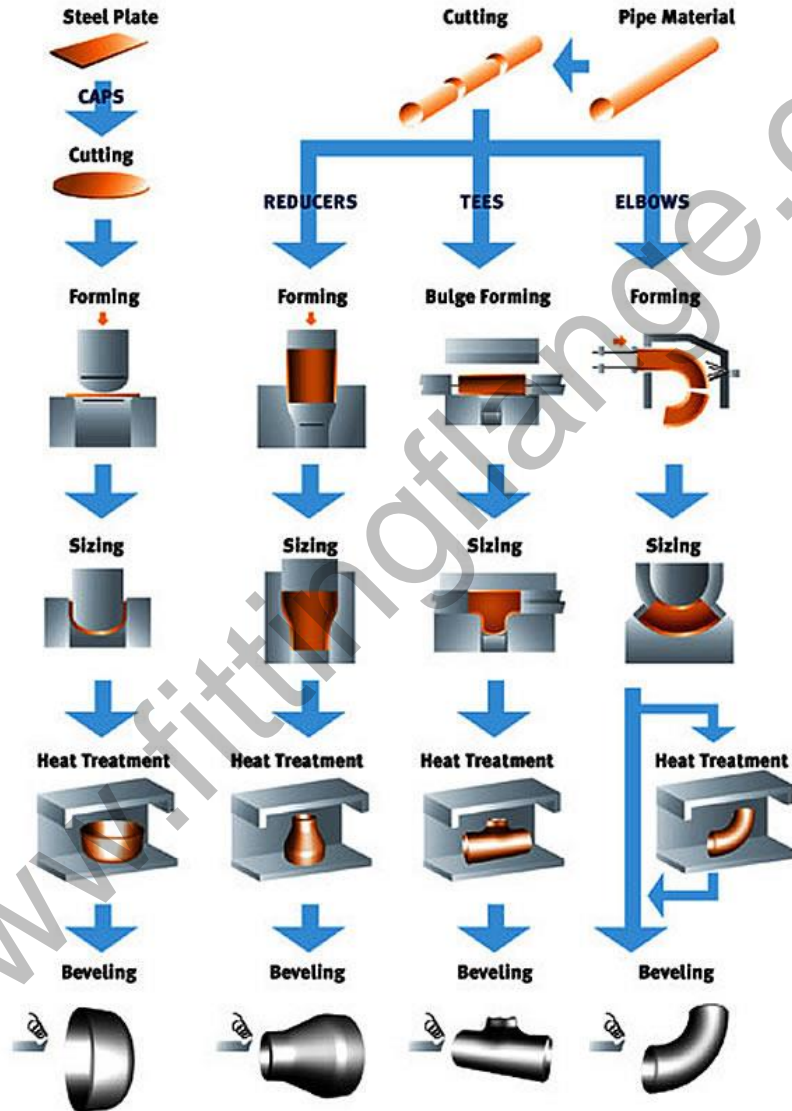 Steel Plate
CAPS
Cutting
Cutting
Pipe Material
REDUCERS
TEES
ELBOWS
Forming
Forming
Bulge Forming
Forming
Sizing
Sizing
Sizing
Sizing
Heat Treatment
Heat Treatment
Heat Treatment
Heat Treatment
Beveling
Beveling
Beveling
Beveling
www.fittingflange.c